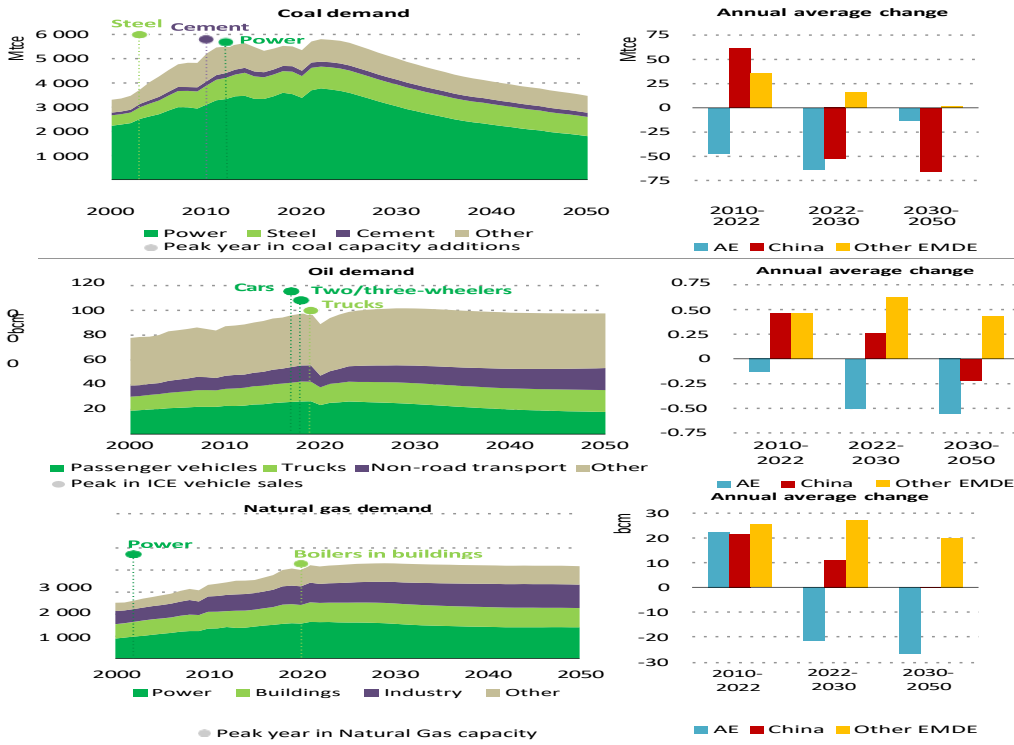 Coal demand
Annual average change
Steel
Cement
Power
Mtce
6 000
5 000
4 000
3 000
2 000
1 000
2000 2010 2020 2030 2040 2050
Power Steel Cement Other
Peak year in coal capacity additions
Mtce
75
50
25
0
-25
-50
-75
2010-
2022
2022-
2030
2030-
2050
AE China Other EMDE
Oil demand
Annual average change
Cars
Two/three-wheelers
Trucks
bcm
120
100
80
60
40
20
2000 2010 2020 2030 2040 2050
Passenger vehicles Trucks Non-road transport Other
Peak in ICE vehicle sales
0.75
0.50
0.25
0
-0.25
-0.50
-0.75
2010-
2022
2022-
2030
2030-
2050
AE China Other EMDE
Natural gas demand
Annual average change
Power
Boilers in buildings
3 000
2 000
1 000
2000 2010 2020 2030 2040 2050
Power Buildings Industry Other
Peak year in Natural Gas capacity
bcm
30
20
10
0
-10
-20
-30
2010-
2022
2022-
2030
2030-
2050
AE China Other EMDE